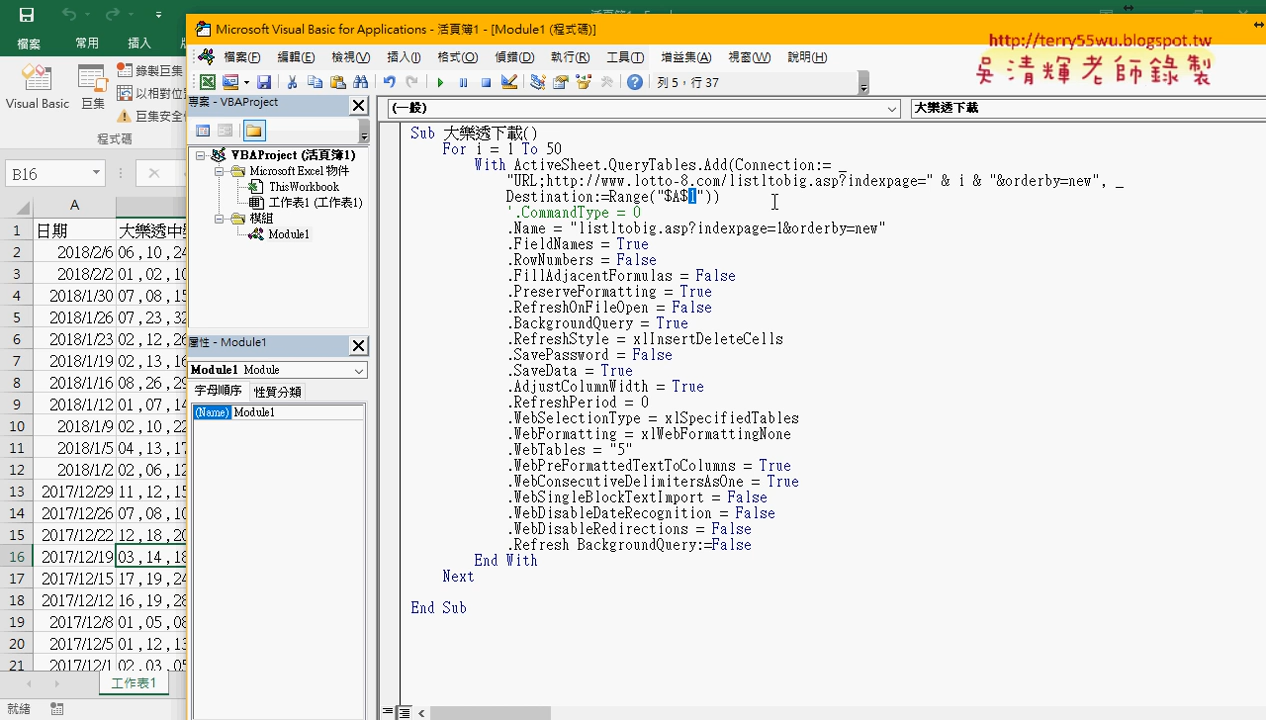 活頁簿1 - Excel
檔案 常用 插入
Visual Basic 巨集 錄製巨集
以相對位
巨集安全
程式碼
B16
Microsoft Visual Basic for Applications - 活頁簿1 - [Module1 (程式碼)]
http://terry55wu.blogspot.tw
吳清輝老師錄製
檔案(F) 編輯(E) 檢視(V) 插入(I) 格式(O) 偵錯(D) 執行(R) 工具(T) 增益集(A) 視窗(W) 說明(H)
列 5，行 37
專案 - VBAProject
VBAProject (活頁簿1)
Microsoft Excel 物件
ThisWorkbook
工作表1 (工作表1)
模組
Module1
屬性 - Module1
Module1 Module
字母順序 性質分類
(Name) Module1
(一般) 大樂透下載
Sub 大樂透下載()
For i = 1 To 50
With ActiveSheet.QueryTables.Add(Connection:= _
"URL;http://www.lotto-8.com/listltobig.asp?indexpage=" & i & "&orderby=new", _
Destination:=Range("$A$1"))
'.CommandType = 0
.Name = "listltobig.asp?indexpage=1&orderby=new"
.FieldNames = True
.RowNumbers = False
.FillAdjacentFormulas = False
.PreserveFormatting = True
.RefreshOnFileOpen = False
.BackgroundQuery = True
.RefreshStyle = xlInsertDeleteCells
.SavePassword = False
.SaveData = True
.AdjustColumnWidth = True
.RefreshPeriod = 0
.WebSelectionType = xlSpecifiedTables
.WebFormatting = xlWebFormattingNone
.WebTables = "5"
.WebPreFormattedTextToColumns = True
.WebConsecutiveDelimitersAsOne = True
.WebSingleBlockTextImport = False
.WebDisableDateRecognition = False
.WebDisableRedirections = False
.Refresh BackgroundQuery:=False
End With
Next
End Sub
A
1 日期 大樂透中
2 2018/2/6 06 , 10 , 24
3 2018/2/2 01 , 02 , 10
4 2018/1/30 07 , 08 , 15
5 2018/1/26 07 , 23 , 32
6 2018/1/23 02 , 12 , 26
7 2018/1/19 02 , 13 , 16
8 2018/1/16 08 , 26 , 29
9 2018/1/12 01 , 07 , 14
10 2018/1/9 02 , 10 , 22
11 2018/1/5 04 , 13 , 17
12 2018/1/2 02 , 06 , 12
13 2017/12/29 11 , 12 , 15
14 2017/12/26 07 , 08 , 10
15 2017/12/22 12 , 18 , 20
16 2017/12/19 03 , 14 , 18
17 2017/12/15 17 , 19 , 24
18 2017/12/12 16 , 19 , 28
19 2017/12/8 01 , 05 , 08
20 2017/12/5 01 , 12 , 13
21 2017/12/1 02 , 03 , 05
工作表1
就緒